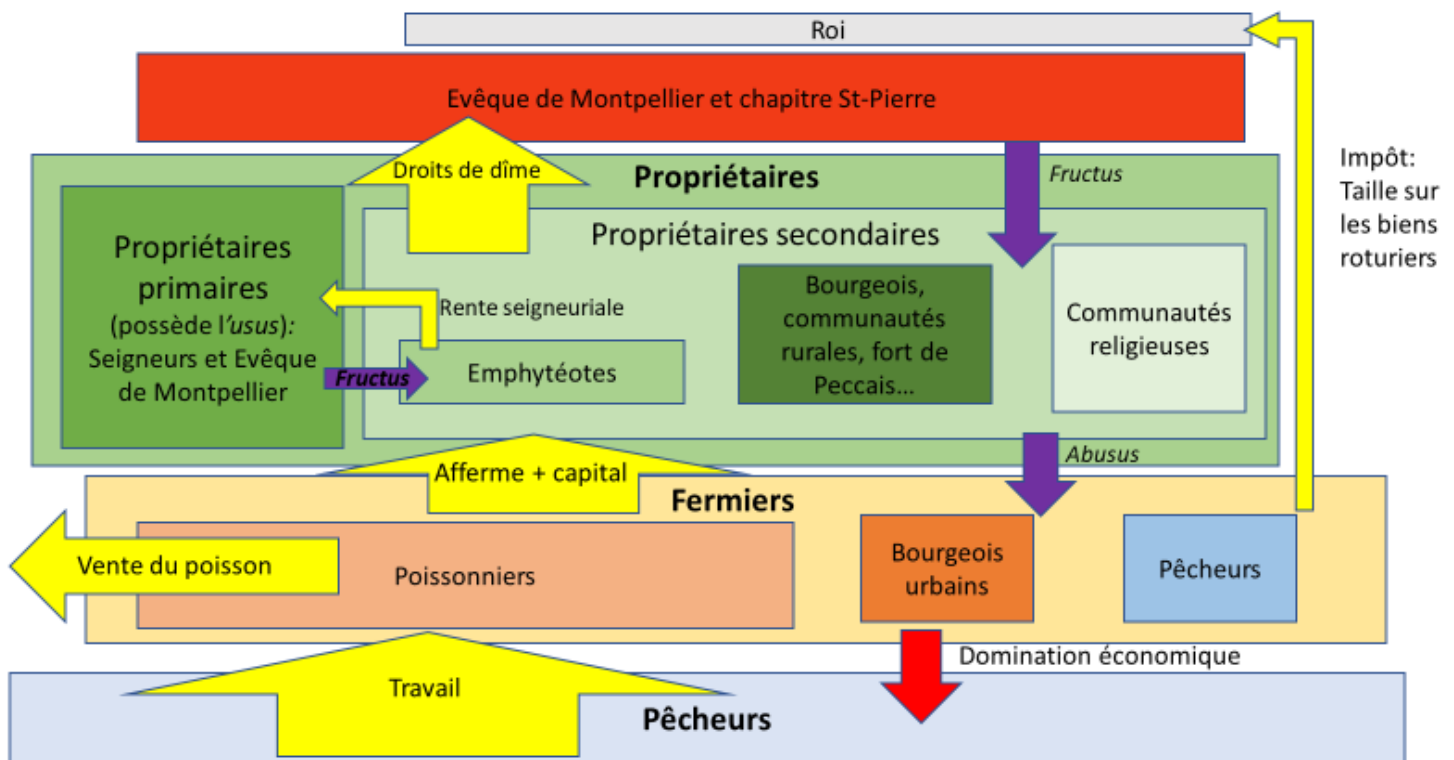 Roi
Evêque de Montpellier et chapitre St-Pierre
Droits de dîme
Propriétaires
Fructus
Impôt:
Taille sur
les biens
roturiers
Propriétaires
primaires
(possède l'usus):
Seigneurs et Evêque
de Montpellier
Propriétaires secondaires
Rente seigneuriale
Fructus
Emphytéotes
Bourgeois,
communautés
rurales, fort de
Peccais...
Communautés
religieuses
Afferme + capital
Abusus
Fermiers
Vente du poisson
Poissonniers
Bourgeois
urbains
Pêcheurs
Domination économique
Travail
Pêcheurs